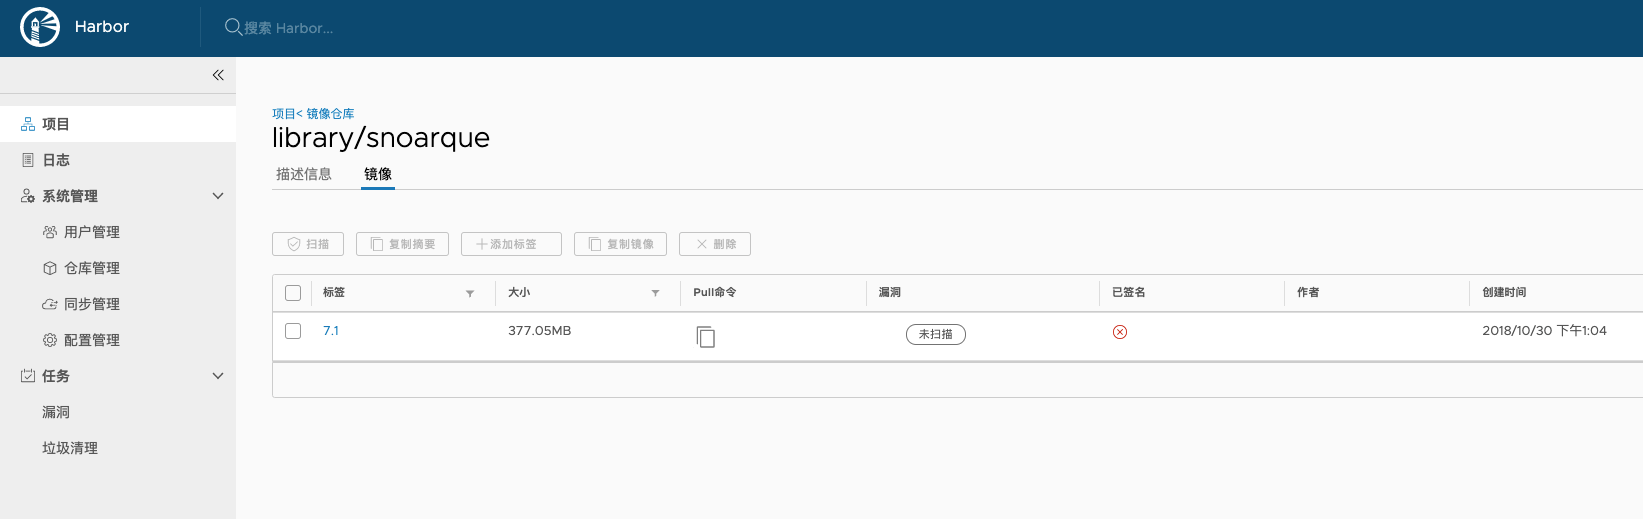 Harbor
搜索 Harbor...
项目
日志
系统管理
用户管理
仓库管理
同步管理
配置管理
任务
漏洞
垃圾清理
项目< 镜像仓库
library/snoarque
描述信息 镜像
扫描 复制摘要 添加标签 复制镜像 删除
标签 大小 Pull命令 漏洞 已签名 作者 创建时间
7.1 377.05MB 未扫描 2018/10/30 下午1:04